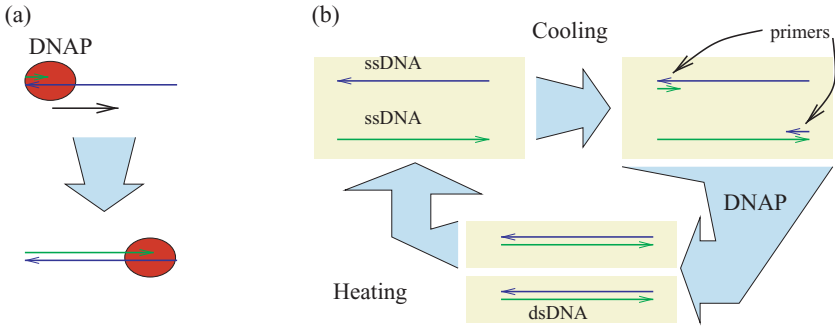 (a)
DNAP
(b)
Cooling
primers
ssDNA
ssDNA
DNAP
Heating
dsDNA